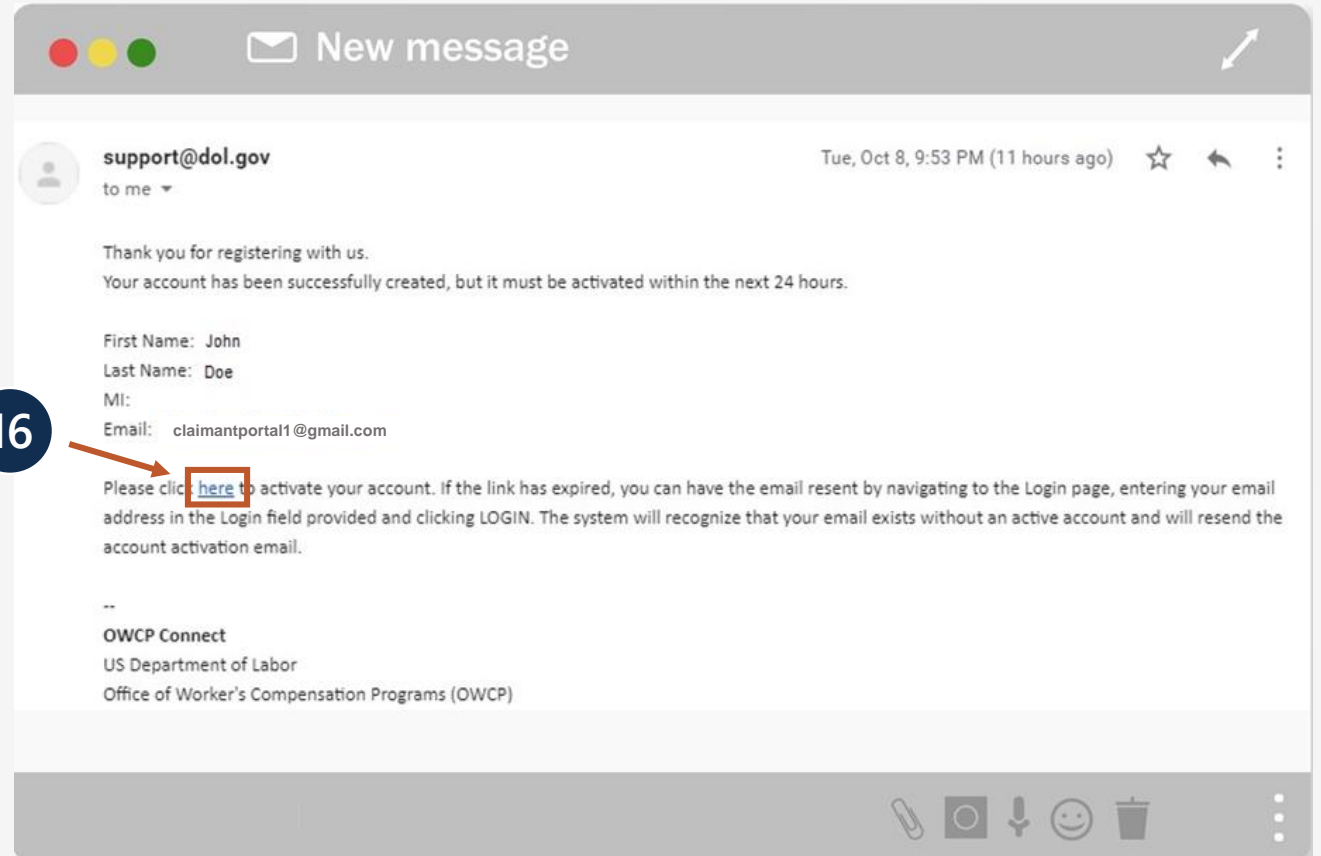 New message
support@dol.gov
Tue, Oct 8, 9:53 PM (11 hours ago)
to me
Thank you for registering with us.
Your account has been successfully created, but it must be activated within the next 24 hours.
First Name: John
Last Name: Doe
MI:
Email: claimantportal1@gmail.com
16
Please click here to activate your account. If the link has expired, you can have the email resent by navigating to the Login page, entering your email
address in the Login field provided and clicking LOGIN. The system will recognize that your email exists without an active account and will resend the
account activation email.
--
OWCP Connect
US Department of Labor
Office of Worker's Compensation Programs (OWCP)